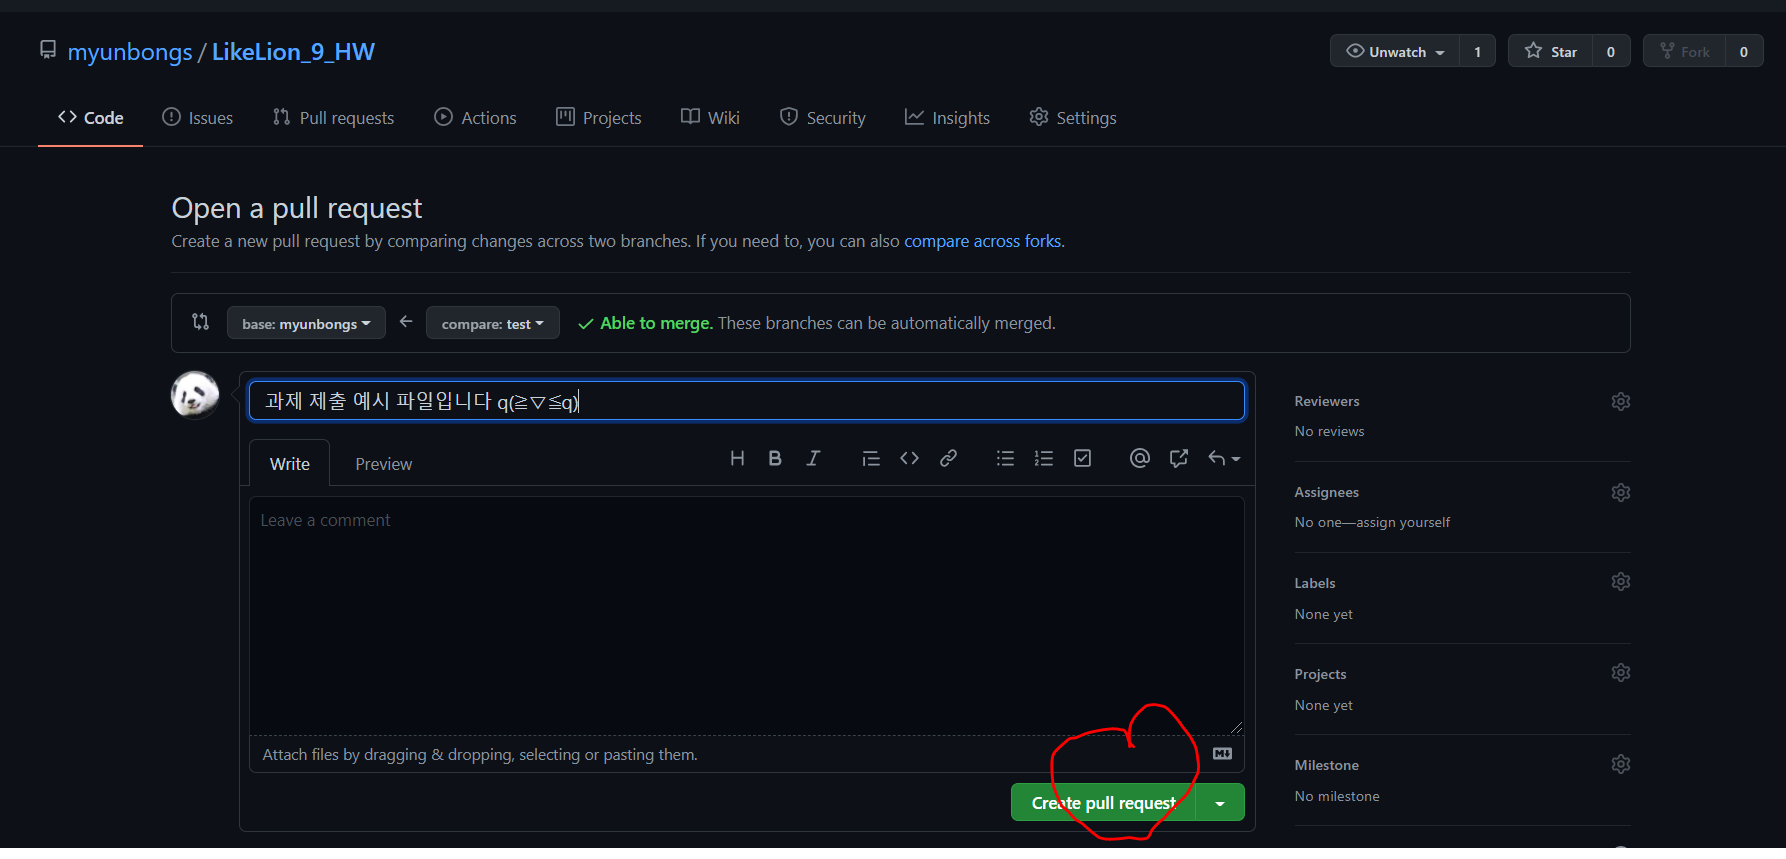 myunbongs / LikeLion_9_HW
Unwatch 1 Star 0 Fork 0
Code Issues Pull requests Actions Projects Wiki Security Insights Settings
Open a pull request
Create a new pull request by comparing changes across two branches. If you need to, you can also compare across forks.
base: myunbongs compare: test Able to merge. These branches can be automatically merged.
과제 제출 예시 파일입니다 q(≧▽≦q)
Write Preview
Leave a comment
Attach files by dragging & dropping, selecting or pasting them.
Create pull request
Reviewers
No reviews
Assignees
No one—assign yourself
Labels
None yet
Projects
None yet
Milestone
No milestone